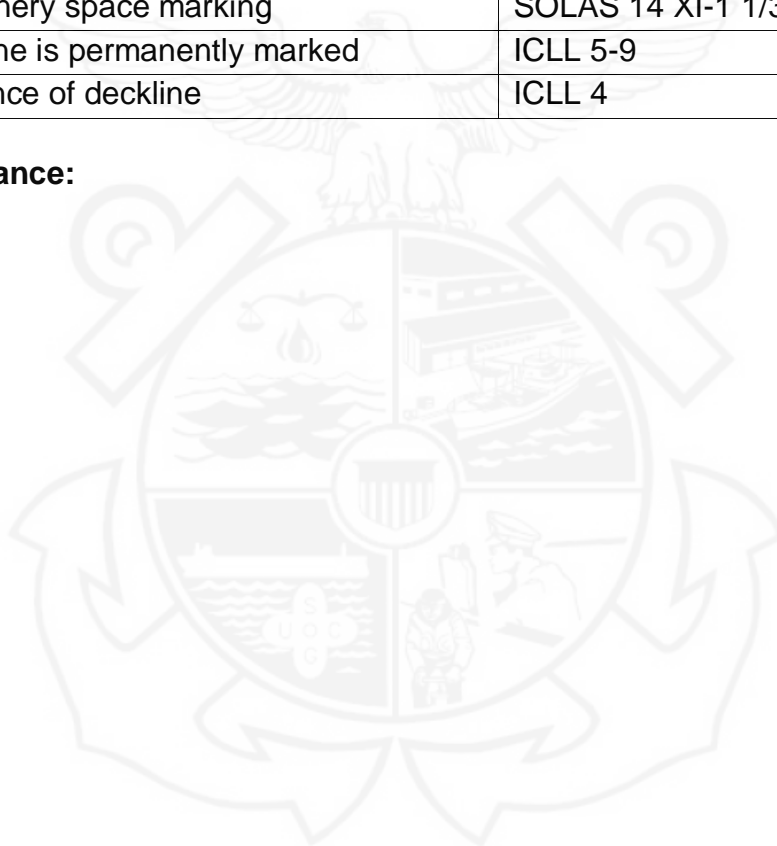 nery space marking SOLAS 14 XI-1 1/3
ne is permanently marked ICLL 5-9
nce of deckline ICLL 4
ance:
S
U O C
G